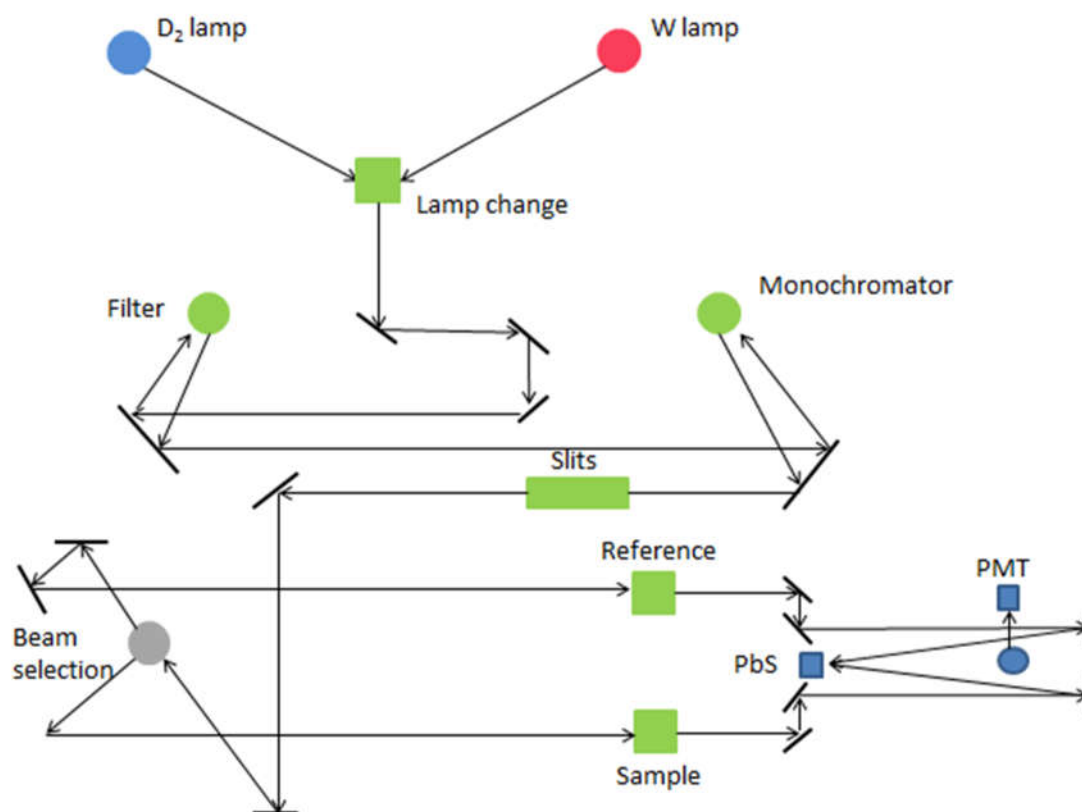 D₂ lamp
W lamp
Lamp change
Filter
Monochromator
Slits
Reference
PMT
Beam
selection
PbS
Sample